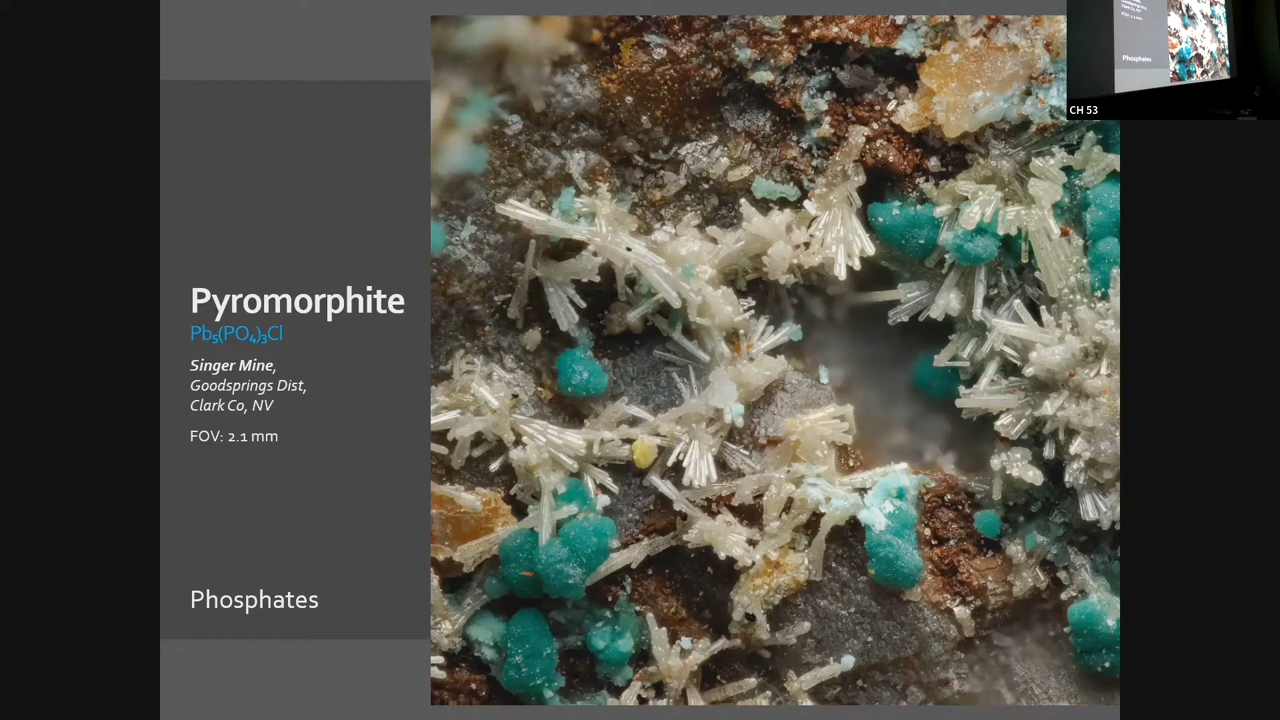 Pyromorphite
Pb₅(PO₄)₃Cl
Singer Mine,
Goodsprings Dist,
Clark Co, NV
FOV: 2.1 mm
Phosphates
Phosphates
CH 53